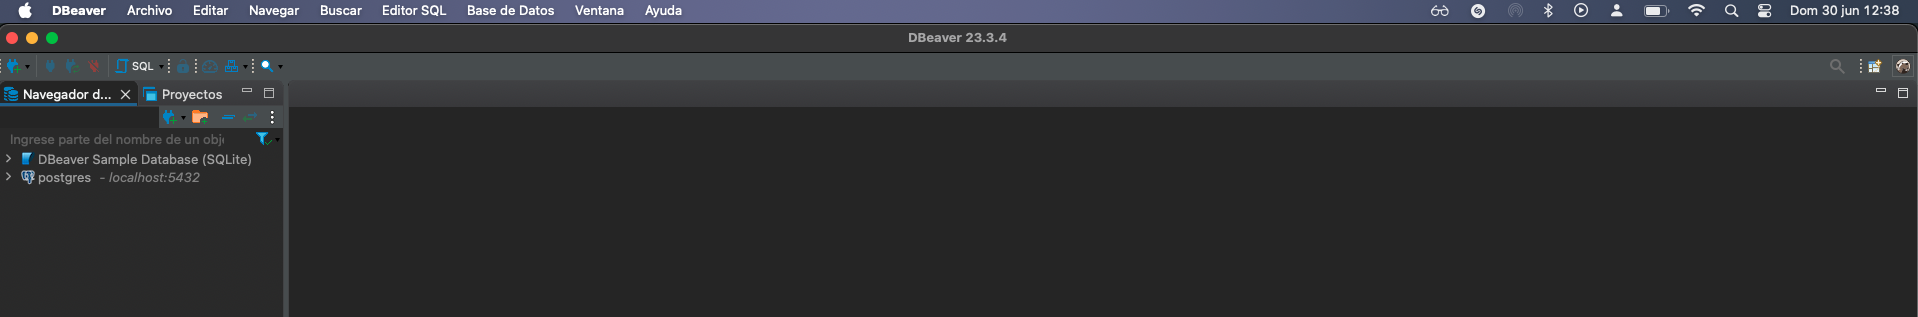 DBeaver Archivo Editar Navegar Buscar Editor SQL Base de Datos Ventana Ayuda Dom 30 jun 12:38
DBeaver 23.3.4
SQL
Navegador d... Proyectos
Ingrese parte del nombre de un obj
DBeaver Sample Database (SQLite)
postgres - localhost:5432